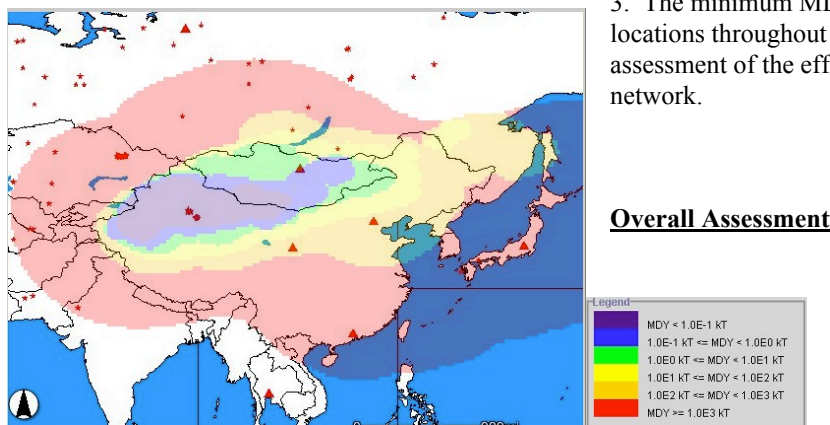 3. The minimum MD
locations throughout
assessment of the eff
network.
Overall Assessment
Legend
MDY < 1.0E-1 kT
1.0E-1 kT <= MDY < 1.0E0 kT
1.0E0 kT <= MDY < 1.0E1 kT
1.0E1 kT <= MDY < 1.0E2 kT
1.0E2 kT <= MDY < 1.0E3 kT
MDY >= 1.0E3 kT